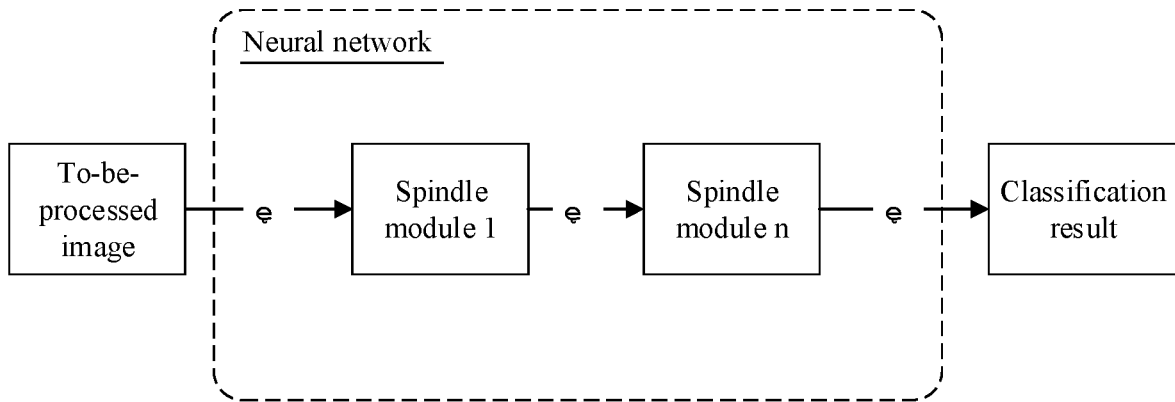 Neural network
To-be-
processed
image
e
Spindle
module 1
e
Spindle
module n
e
Classification
result